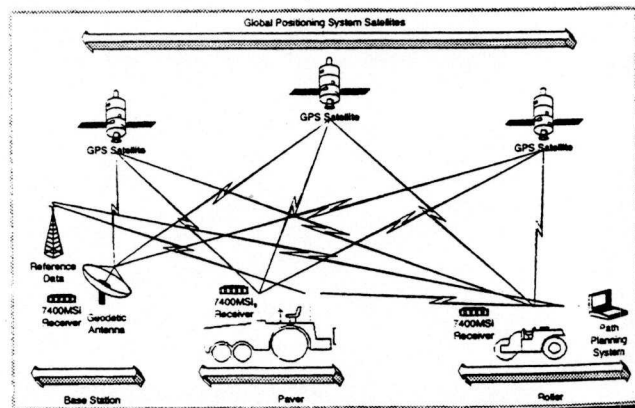 Global Positioning System Satellites
GPS Satellite
GPS Satellite
GPS Satellite
Reference
Data
7400MSi
Receiver
Geodetic
Antenna
7400MSi
Receiver
7400MSi
Receiver
Path
Planning
System
Base Station
Paver
Roller